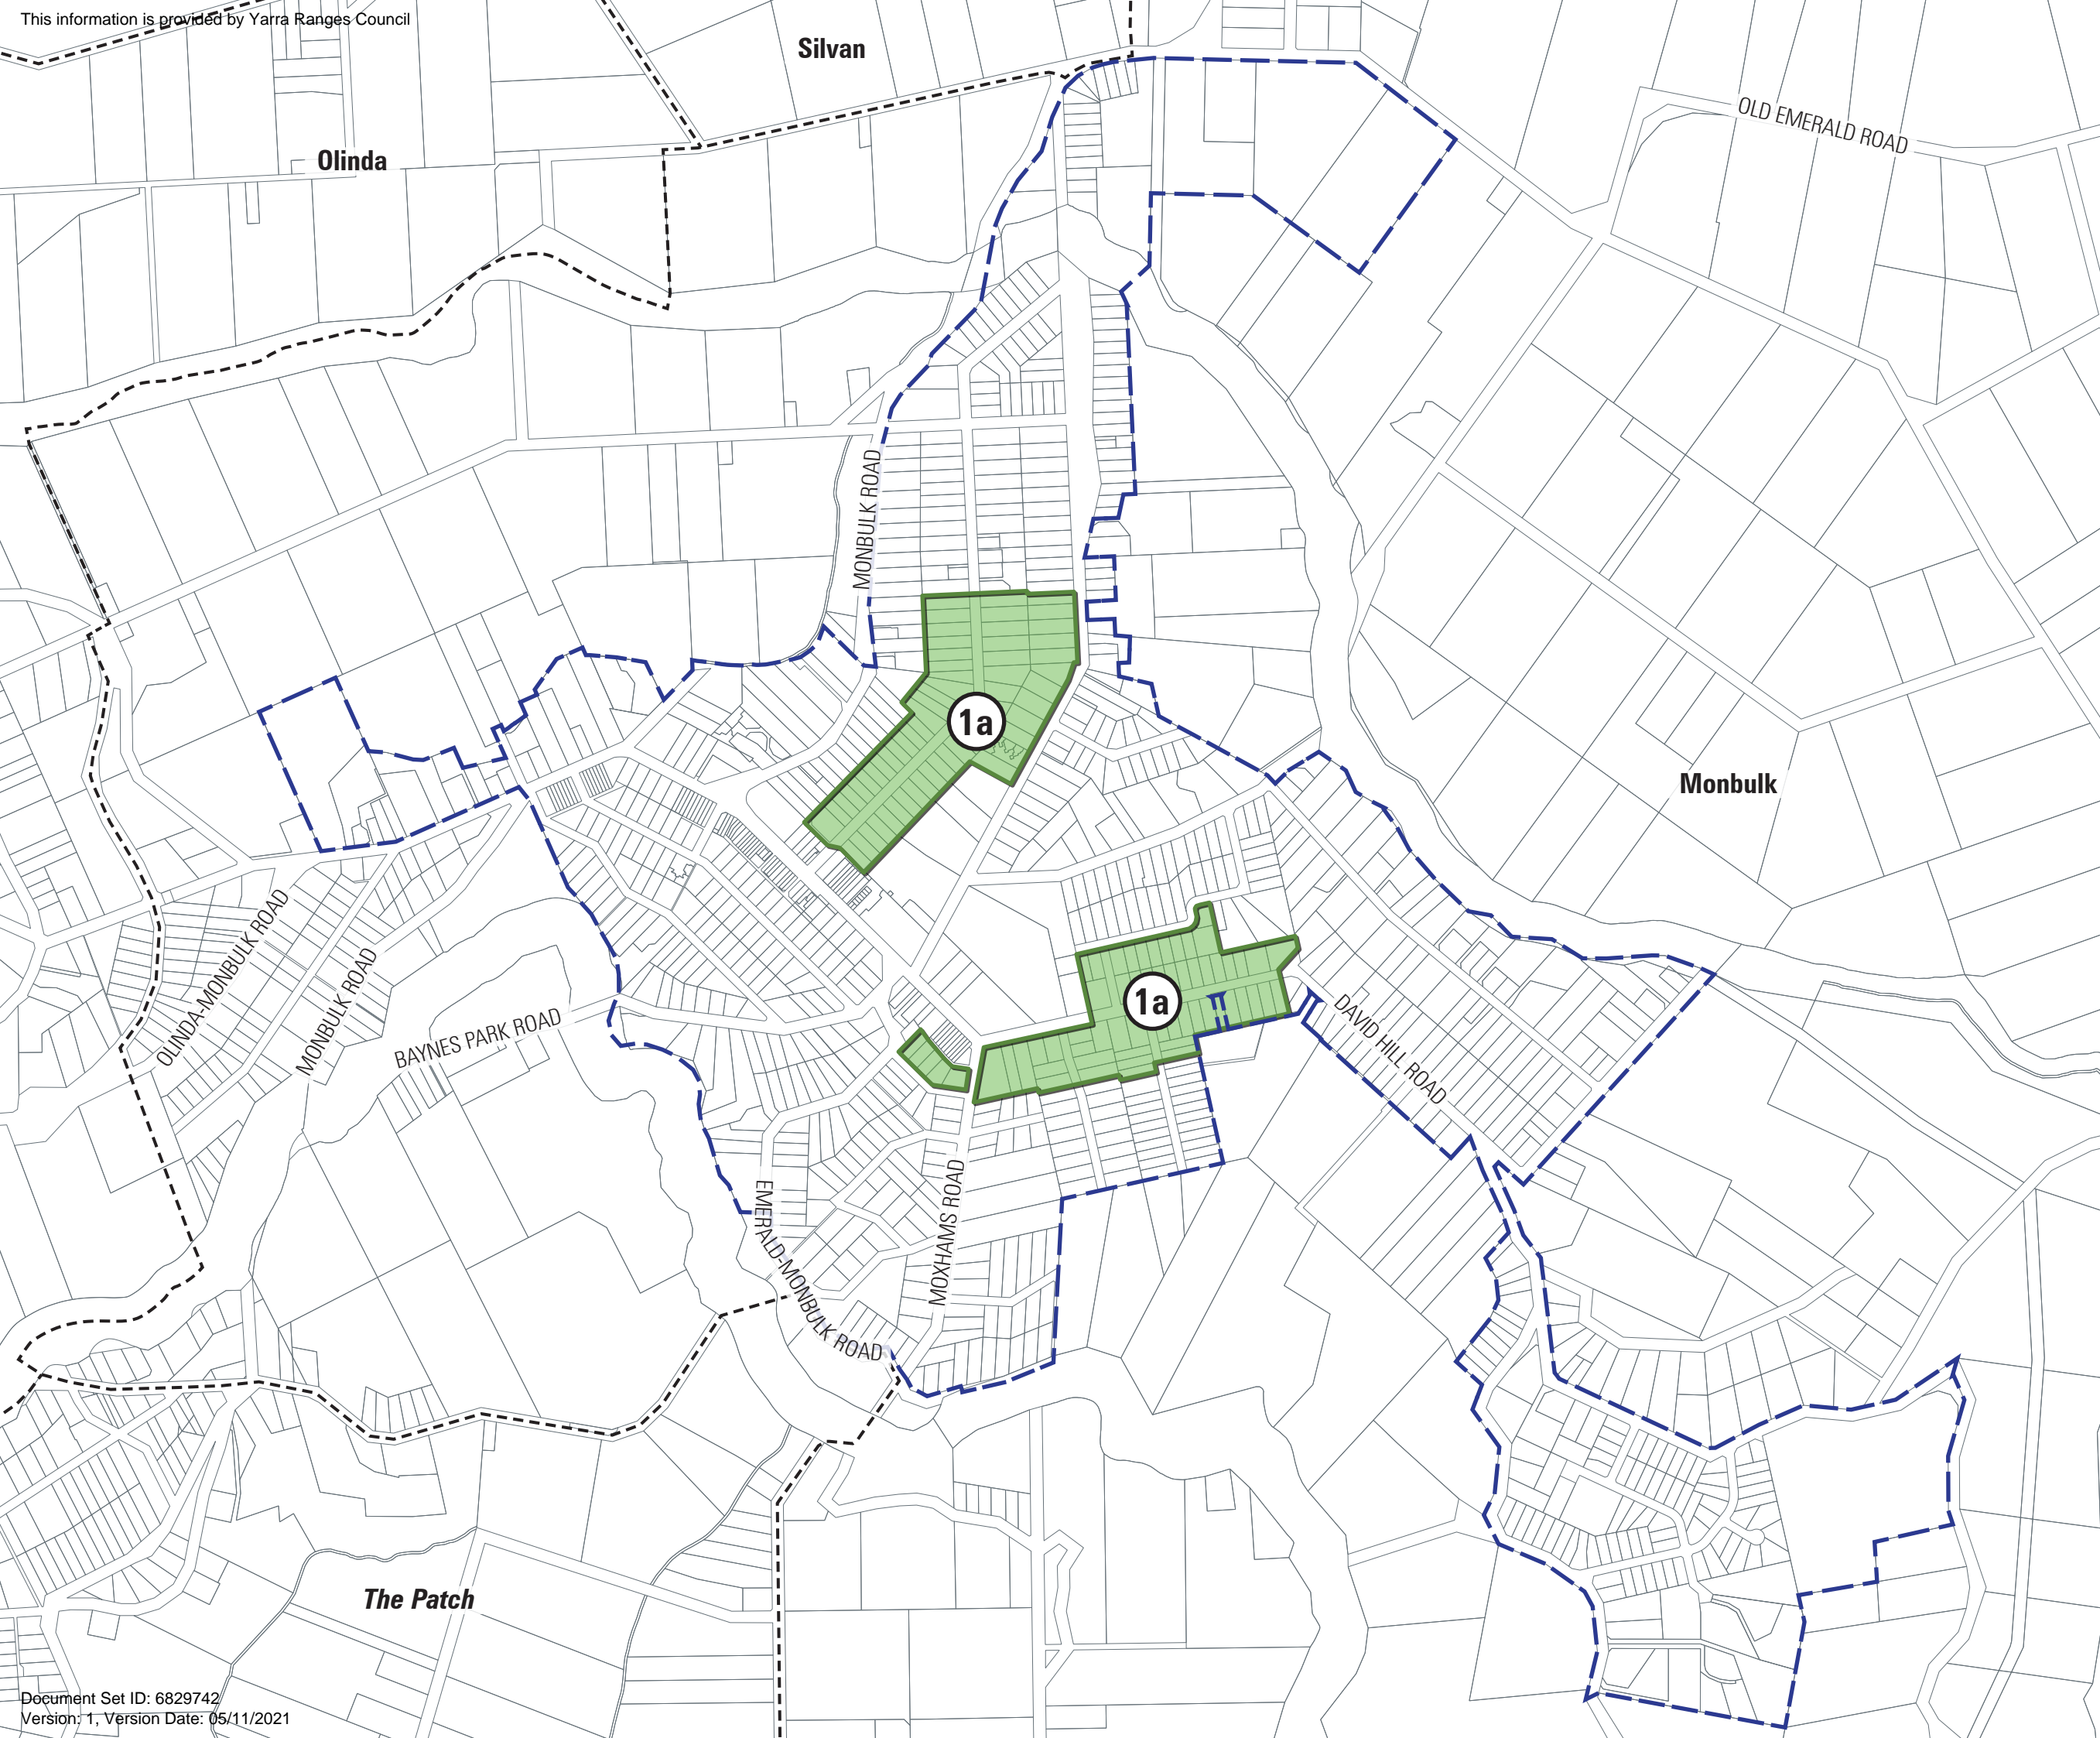 This information is provided by Yarra Ranges Council
Silvan
OLD EMERALD ROAD
Olinda
MONBULK ROAD
1a
Monbulk
OLINDA-MONBULK ROAD
MONBULK ROAD
BAYNES PARK ROAD
1a
DAVID HILL ROAD
EMERALD-MONBULK ROAD
MOXHAMS ROAD
The Patch
Document Set ID: 6829742
Version: 1, Version Date: 05/11/2021